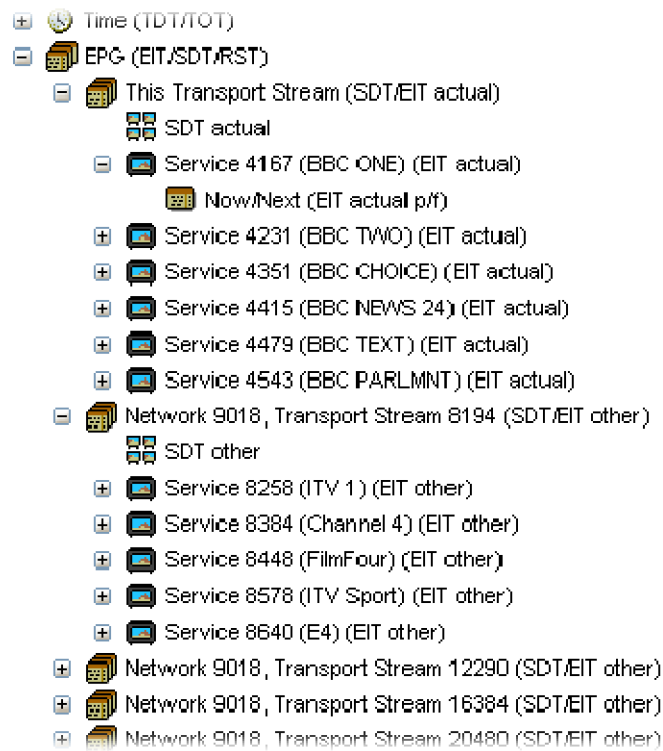 Time (TDT/TOT)
EPG (EIT/SDT/RST)
This Transport Stream (SDT/EIT actual)
SDT actual
Service 4167 (BBC ONE) (EIT actual)
Now/Next (EIT actual p/f)
Service 4231 (BBC TWO) (EIT actual)
Service 4351 (BBC CHOICE) (EIT actual)
Service 4415 (BBC NEWS 24) (EIT actual)
Service 4479 (BBC TEXT) (EIT actual)
Service 4543 (BBC PARLMNT) (EIT actual)
Network 9018, Transport Stream 8194 (SDT/EIT other)
SDT other
Service 8258 (ITV 1) (EIT other)
Service 8384 (Channel 4) (EIT other)
Service 8448 (FilmFour) (EIT other)
Service 8578 (ITV Sport) (EIT other)
Service 8640 (E4) (EIT other)
Network 9018, Transport Stream 12290 (SDT/EIT other)
Network 9018, Transport Stream 16384 (SDT/EIT other)
Network 9018, Transport Stream 20480 (SDT/EIT other)